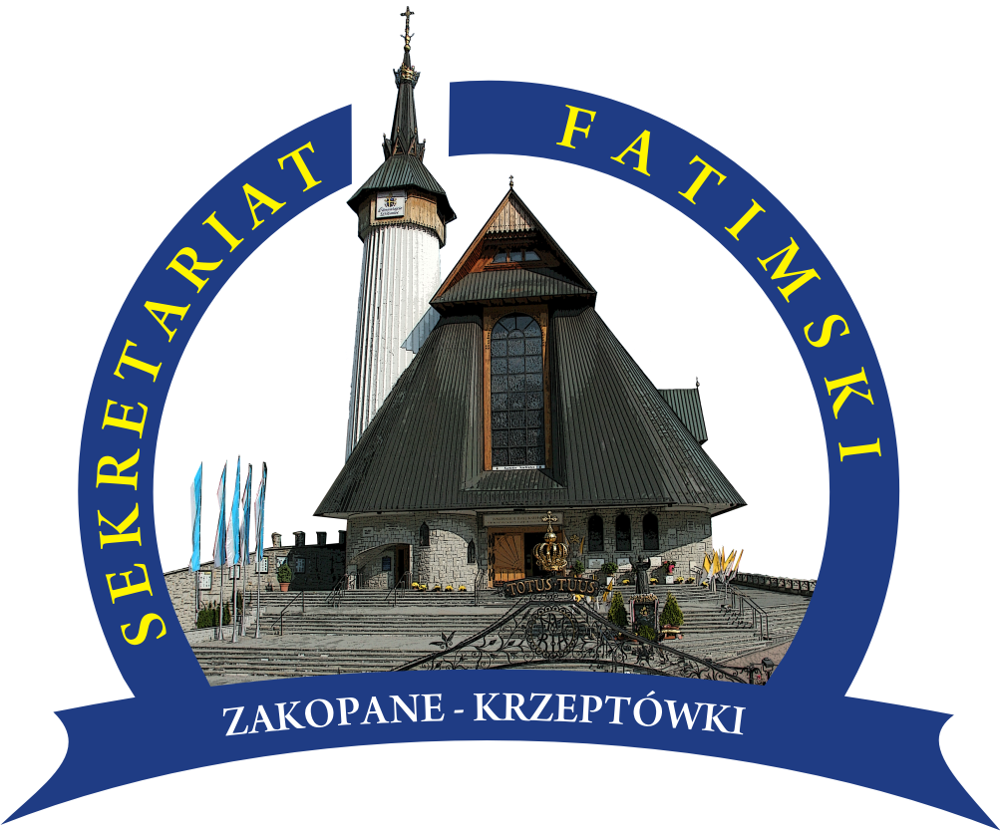 SEKRETARIAT FATIMSKI
TOTUS TUUS
ZAKOPANE - KRZEPTÓWKI